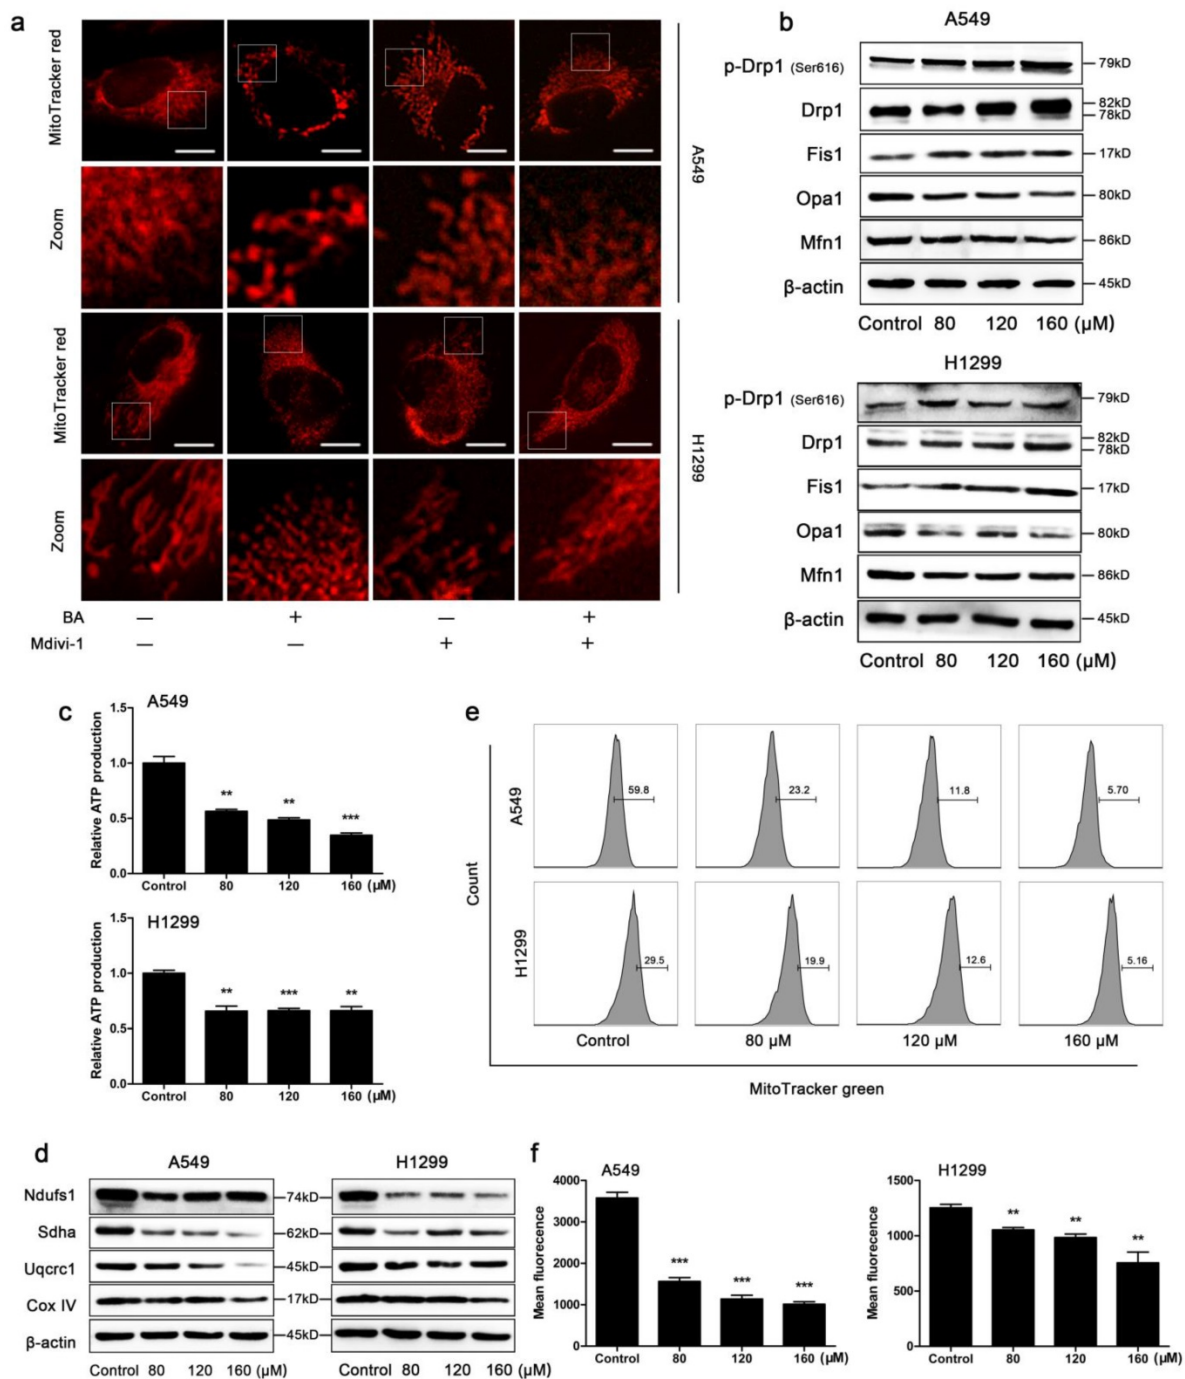 a
MitoTracker red
Zoom
A549
MitoTracker red
Zoom
H1299
BA — + — +
Mdivi-1 — — + +
b
A549
p-Drp1 (Ser616) 79kD
Drp1 82kD
78kD
Fis1 17kD
Opa1 80kD
Mfn1 86kD
β-actin 45kD
Control 80 120 160 (μM)
H1299
p-Drp1 (Ser616) 79kD
Drp1 82kD
78kD
Fis1 17kD
Opa1 80kD
Mfn1 86kD
β-actin 45kD
Control 80 120 160 (μM)
c
A549
Relative ATP production
1.5
1.0
0.5
0.0
** ** ***
Control 80 120 160 (μM)
H1299
Relative ATP production
1.5
1.0
0.5
0.0
** *** **
Control 80 120 160 (μM)
e
Count
A549
59.8 23.2 11.8 5.70
H1299
29.5 19.9 12.6 5.16
Control 80 μM 120 μM 160 μM
MitoTracker green
d
A549 H1299
Ndufs1 74kD
Sdha 62kD
Uqcrc1 45kD
Cox IV 17kD
β-actin 45kD
Control 80 120 160 (μM) Control 80 120 160 (μM)
f
A549
Mean fluorecence
4000
3000
2000
1000
0
*** *** ***
Control 80 120 160 (μM)
H1299
Mean fluorecence
1500
1000
500
0
** ** **
Control 80 120 160 (μM)